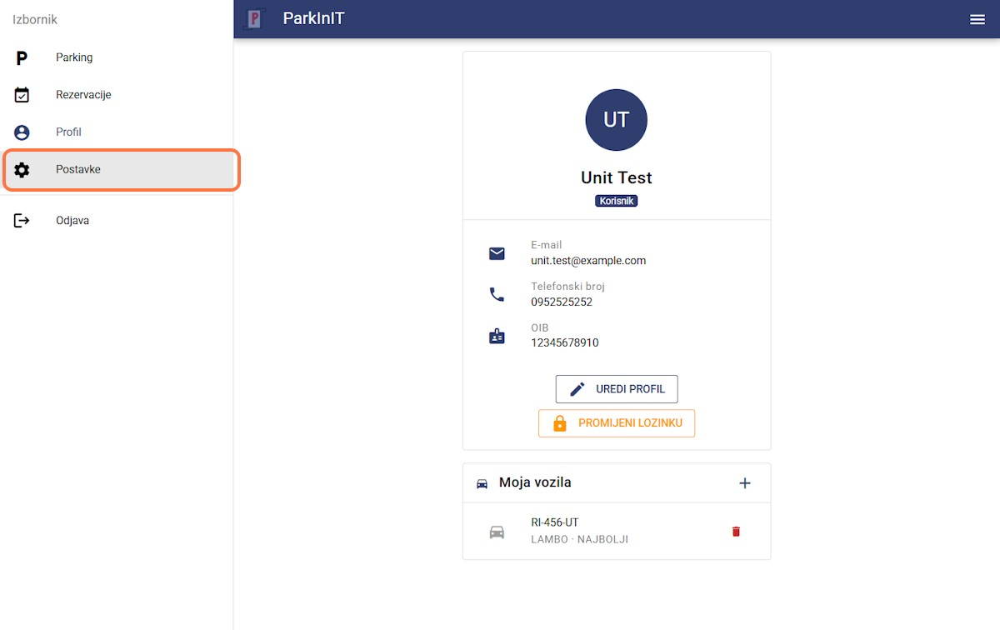 Izbornik
Parking
Rezervacije
Profil
Postavke
Odjava
P
ParkInIT
UT
Unit Test
Korisnik
E-mail
unit.test@example.com
Telefonski broj
0952525252
OIB
12345678910
UREDI PROFIL
PROMIJENI LOZINKU
Moja vozila
RI-456-UT
LAMBO · NAJBOLJI